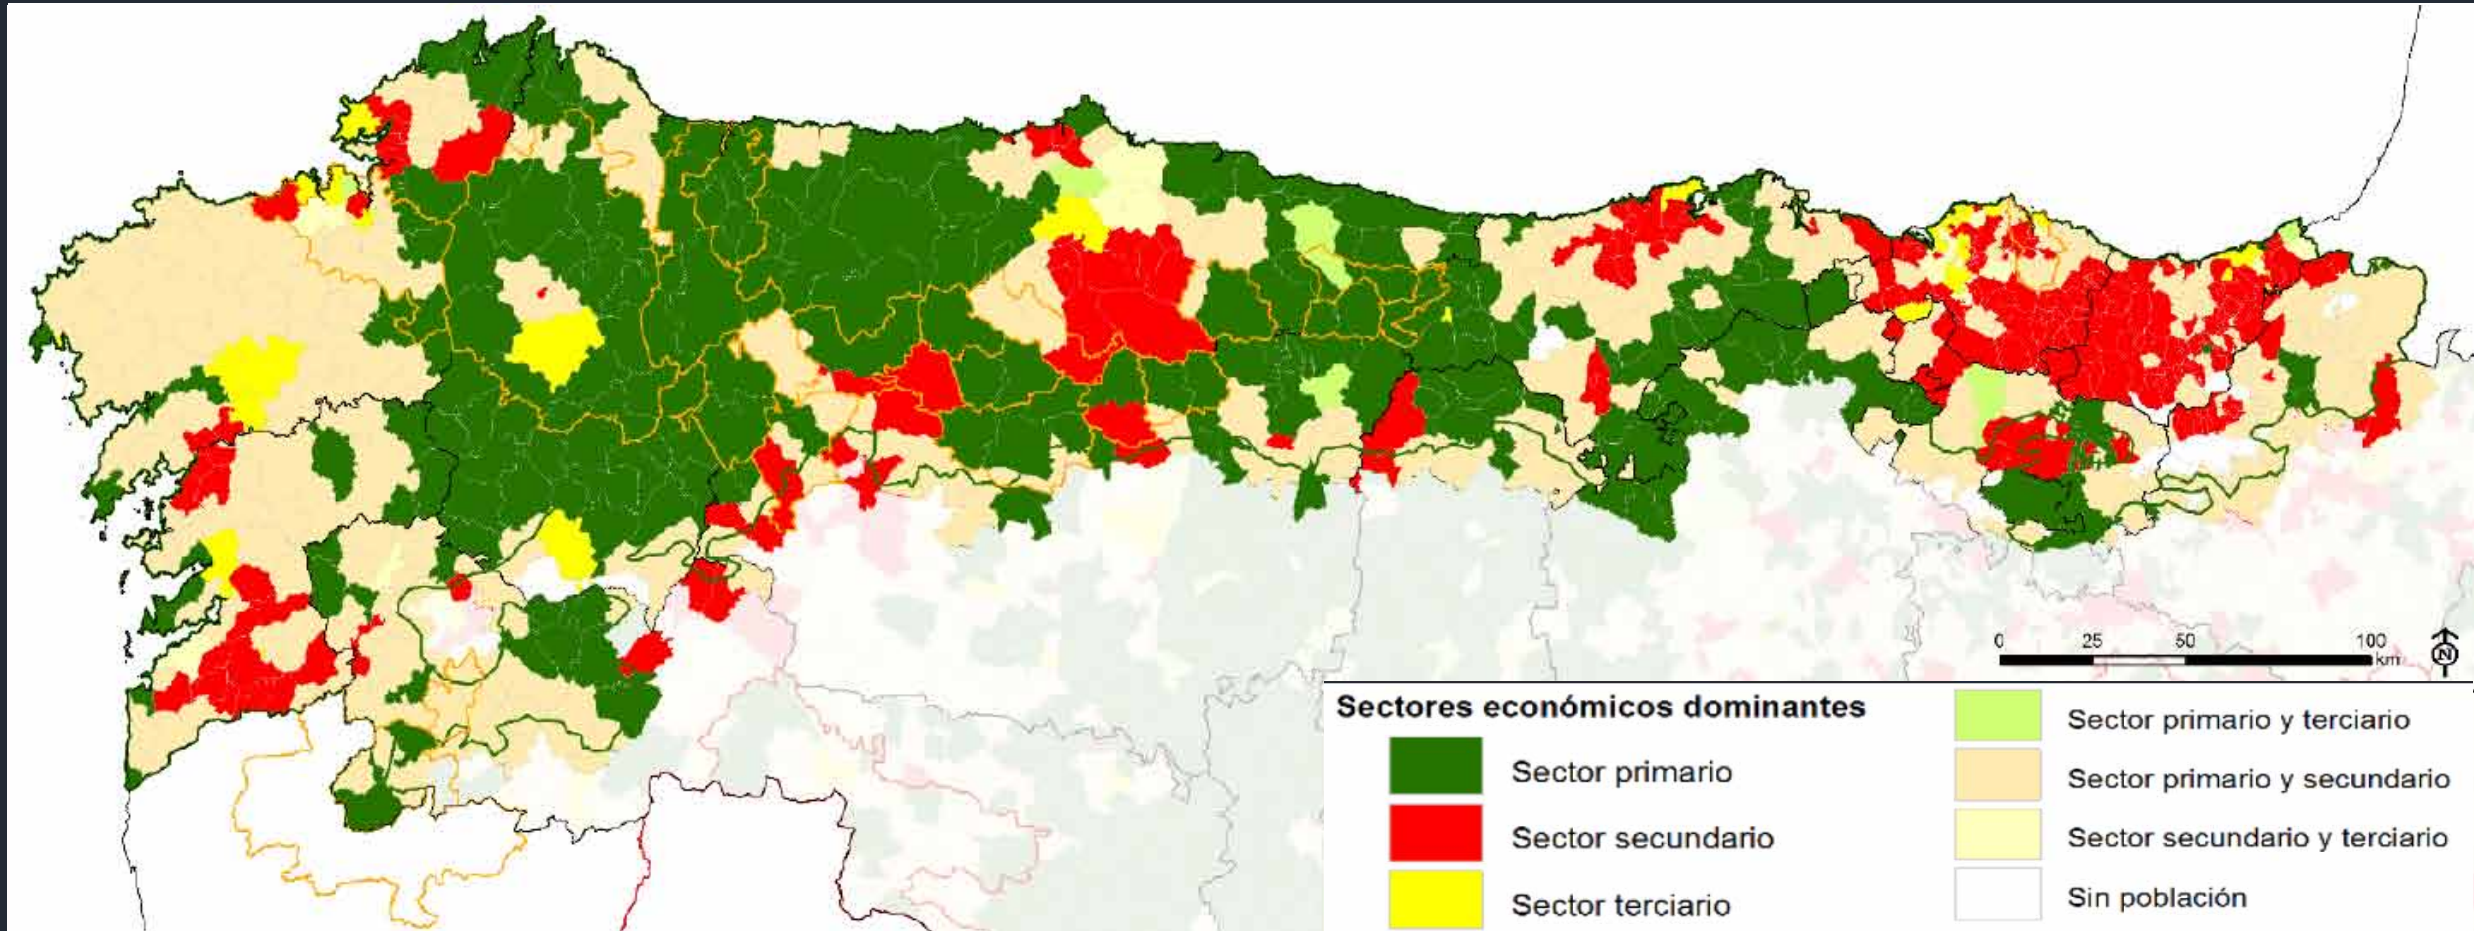 0 25 50 100
km
N
Sectores económicos dominantes
Sector primario
Sector secundario
Sector terciario
Sector primario y terciario
Sector primario y secundario
Sector secundario y terciario
Sin población